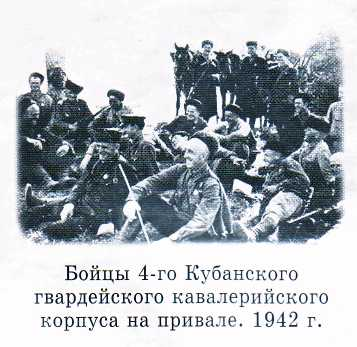 Бойцы 4-го Кубанского
гвардейского кавалерийского
корпуса на привале. 1942 г.